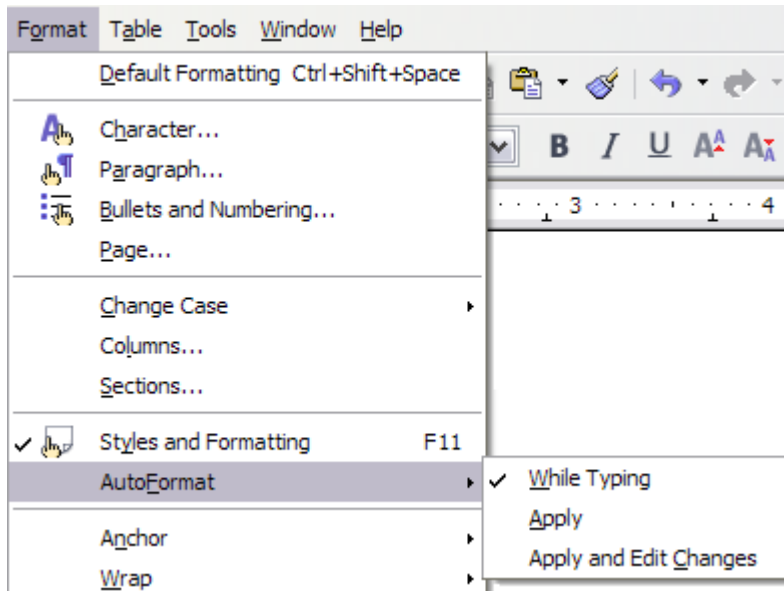 Format Table Tools Window Help
Default Formatting Ctrl+Shift+Space
Character...
B I U A A A A
Paragraph...
Bullets and Numbering...
3 4
Page...
Change Case
Columns...
Sections...
Styles and Formatting F11
AutoFormat
While Typing
Apply
Anchor
Apply and Edit Changes
Wrap